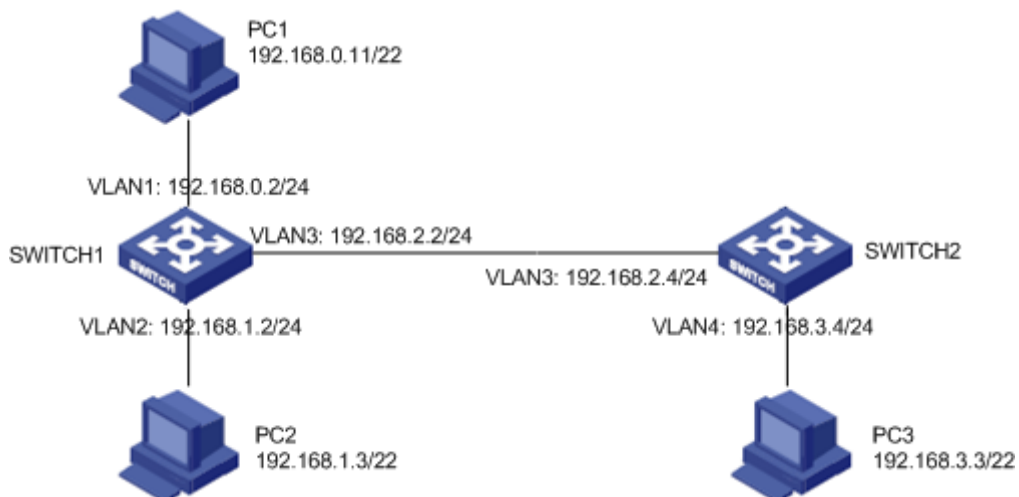 PC1
192.168.0.11/22
VLAN1: 192.168.0.2/24
SWITCH1
SWITCH
VLAN3: 192.168.2.2/24
VLAN3: 192.168.2.4/24
SWITCH
SWITCH2
VLAN2: 192.168.1.2/24
VLAN4: 192.168.3.4/24
PC2
192.168.1.3/22
PC3
192.168.3.3/22